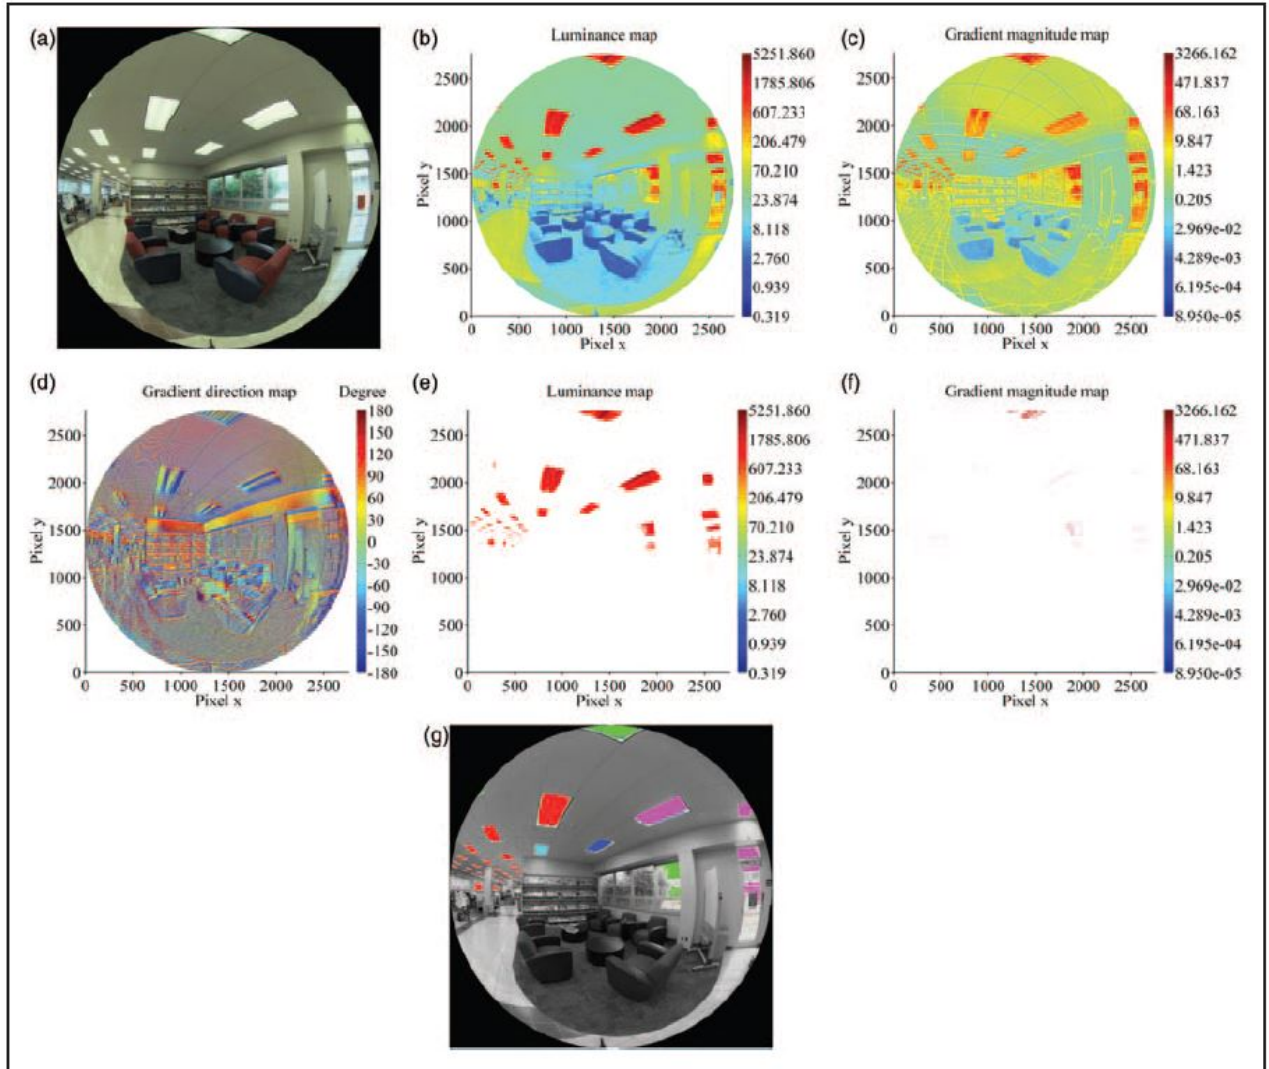 (a)
(b)
Luminance map
5251.860
1785.806
607.233
206.479
70.210
23.874
8.118
2.760
0.939
0.319
2500
2000
1500
1000
500
0
Pixel y
0 500 1000 1500 2000 2500
Pixel x
(c)
Gradient magnitude map
3266.162
471.837
68.163
9.847
1.423
0.205
2.969e-02
4.289e-03
6.195e-04
8.950e-05
2500
2000
1500
1000
500
0
Pixel y
0 500 1000 1500 2000 2500
Pixel x
(d)
Gradient direction map
Degree
180
150
120
90
60
30
0
-30
-60
-90
-120
-150
-180
2500
2000
1500
1000
500
0
Pixel y
0 500 1000 1500 2000 2500
Pixel x
(e)
Luminance map
5251.860
1785.806
607.233
206.479
70.210
23.874
8.118
2.760
0.939
0.319
2500
2000
1500
1000
500
0
Pixel y
0 500 1000 1500 2000 2500
Pixel x
(f)
Gradient magnitude map
3266.162
471.837
68.163
9.847
1.423
0.205
2.969e-02
4.289e-03
6.195e-04
8.950e-05
2500
2000
1500
1000
500
0
Pixel y
0 500 1000 1500 2000 2500
Pixel x
(g)